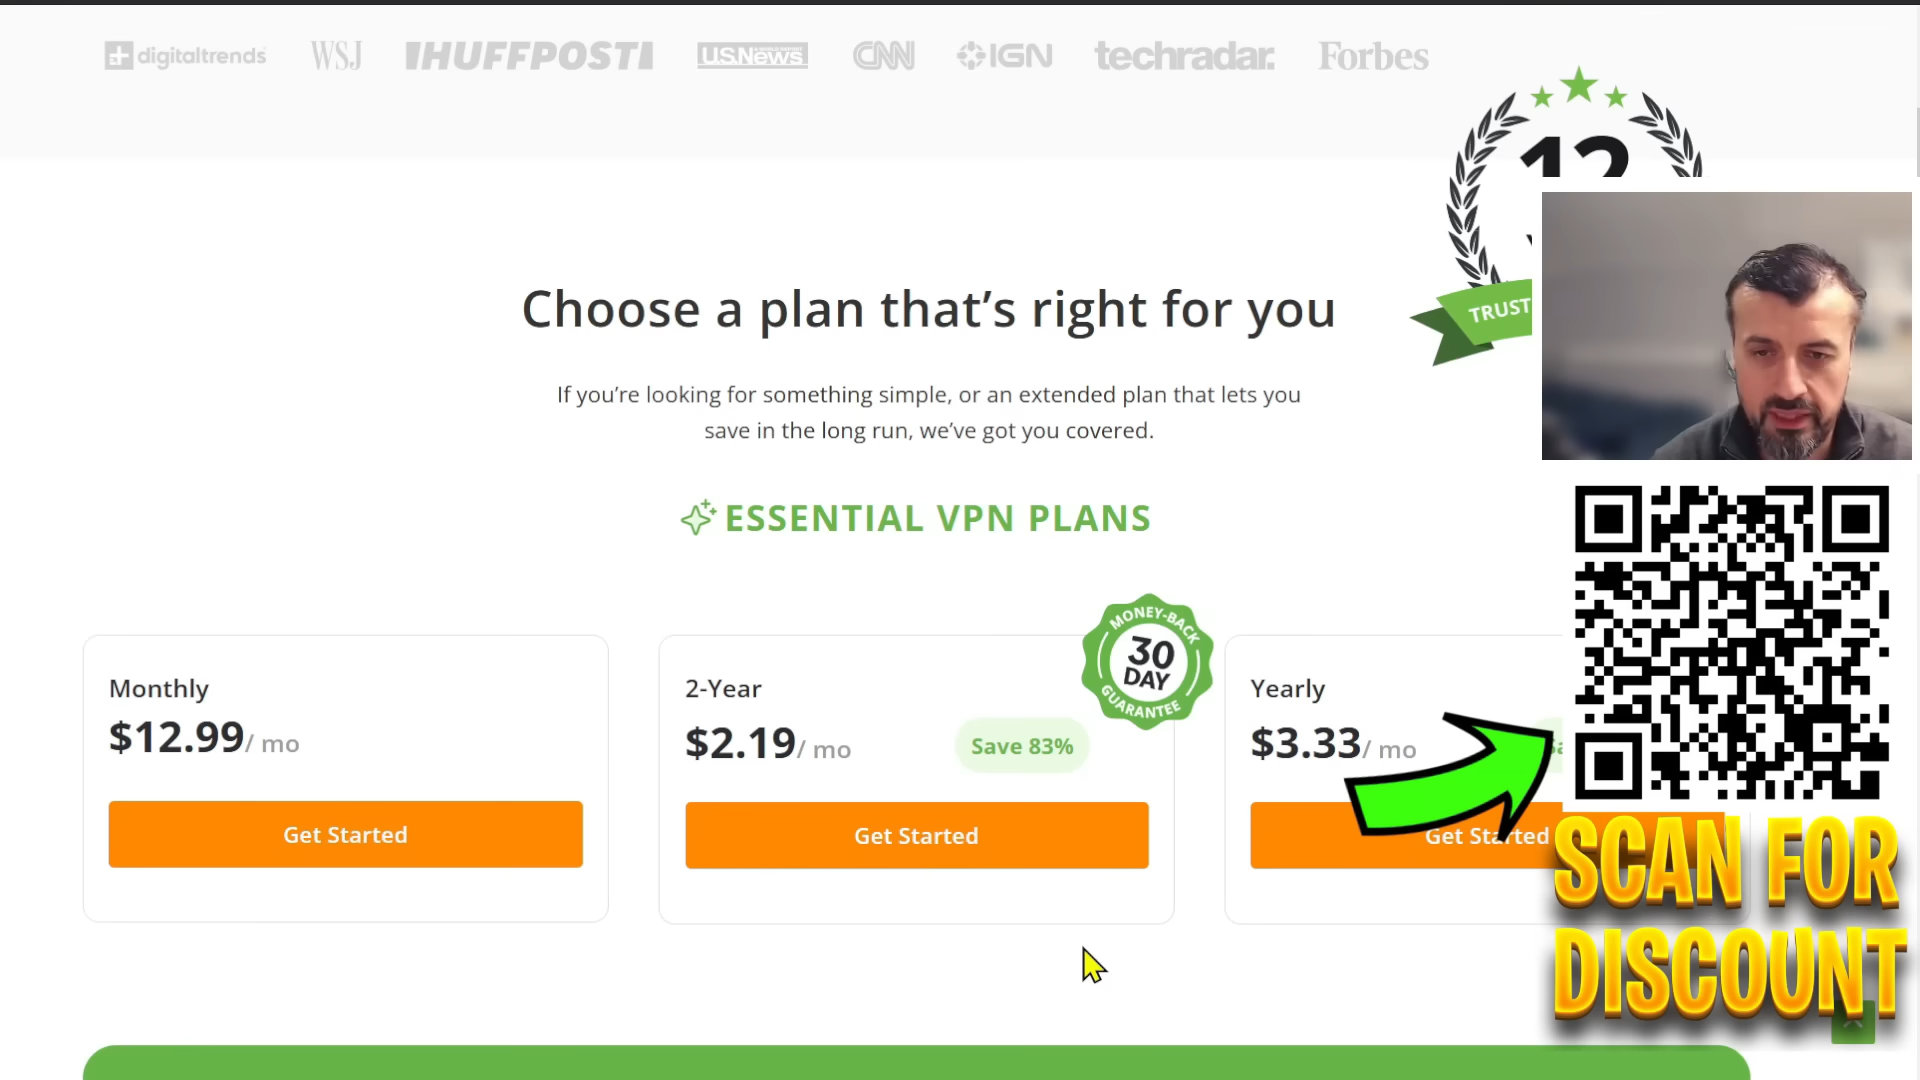 digitaltrends WSJ HUFFPOST U.S.News CNN IGN techradar. Forbes
12
TRUST
Choose a plan that's right for you
If you're looking for something simple, or an extended plan that lets you
save in the long run, we've got you covered.
ESSENTIAL VPN PLANS
MONEY-BACK
30
DAY
GUARANTEE
Monthly
$12.99/ mo
Get Started
2-Year
$2.19/ mo
Save 83%
Get Started
Yearly
$3.33/ mo
Get Started
SCAN FOR
DISCOUNT